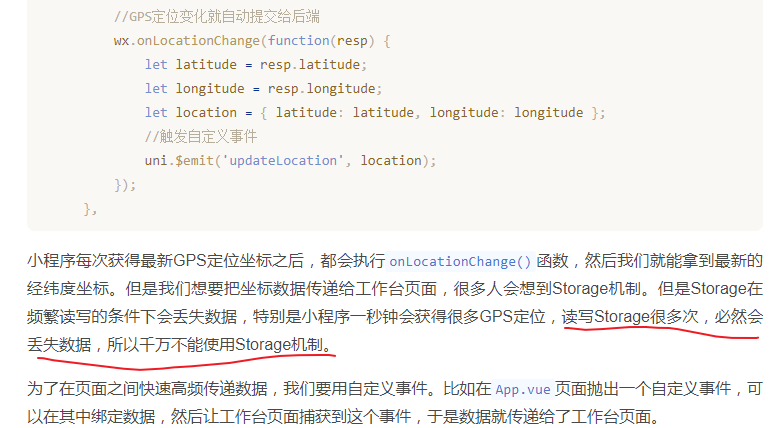 //GPS定位变化就自动提交给后端
wx.onLocationChange(function(resp) {
let latitude = resp.latitude;
let longitude = resp.longitude;
let location = { latitude: latitude, longitude: longitude };
//触发自定义事件
uni.$emit('updateLocation', location);
});
},
小程序每次获得最新GPS定位坐标之后，都会执行 onLocationChange() 函数，然后我们就能拿到最新的
经纬度坐标。但是我们想要把坐标数据传递给工作台页面，很多人会想到Storage机制。但是Storage在
频繁读写的条件下会丢失数据，特别是小程序一秒钟会获得很多GPS定位，读写Storage很多次，必然会
丢失数据，所以千万不能使用Storage机制。
为了在页面之间快速高频传递数据，我们要用自定义事件。比如在 App.vue 页面抛出一个自定义事件，可
以在其中绑定数据，然后让工作台页面捕获到这个事件，于是数据就传递给了工作台页面。